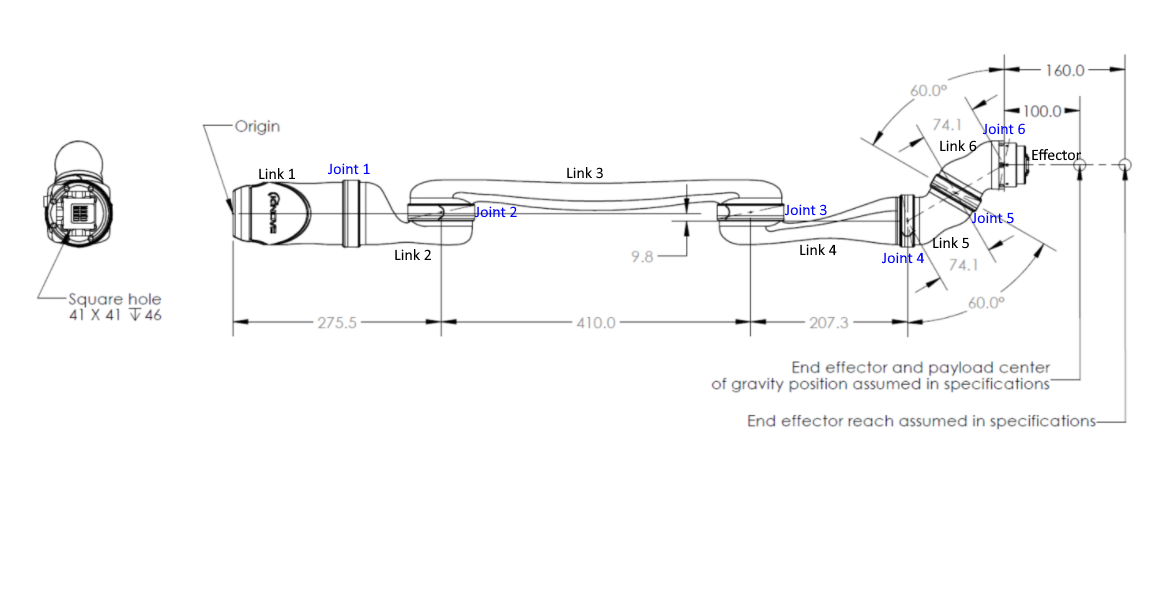 160.0
60.0°
100.0
74.1
Joint 6
Origin
Link 6
Effector
Link 1
Joint 1
Link 3
KINOVA
Joint 2
Joint 3
Joint 5
Link 2
9.8
Link 4
Joint 4
Link 5
74.1
Square hole
41 X 41 ↧ 46
60.0°
275.5
410.0
207.3
End effector and payload center
of gravity position assumed in specifications
End effector reach assumed in specifications